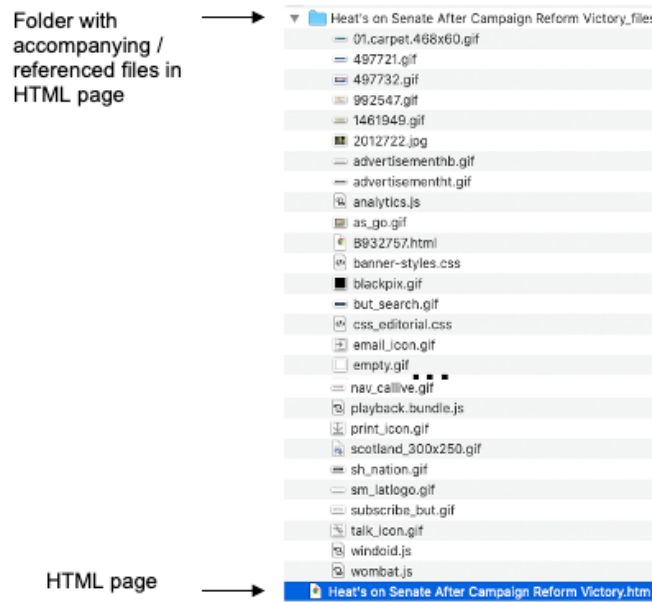 Folder with
accompanying /
referenced files in
HTML page
Heat's on Senate After Campaign Reform Victory_files
01.carpet.468x60.gif
497721.gif
497732.gif
992547.gif
1461949.gif
2012722.jpg
advertisementhb.gif
advertisementht.gif
analytics.js
as_go.gif
B932757.html
banner-styles.css
blackpix.gif
but_search.gif
css_editorial.css
email_icon.gif
empty.gif
...
nav_callive.gif
playback.bundle.js
print_icon.gif
scotland_300x250.gif
sh_nation.gif
sm_latlogo.gif
subscribe_but.gif
talk_icon.gif
windoid.js
wombat.js
HTML page
Heat's on Senate After Campaign Reform Victory.htm